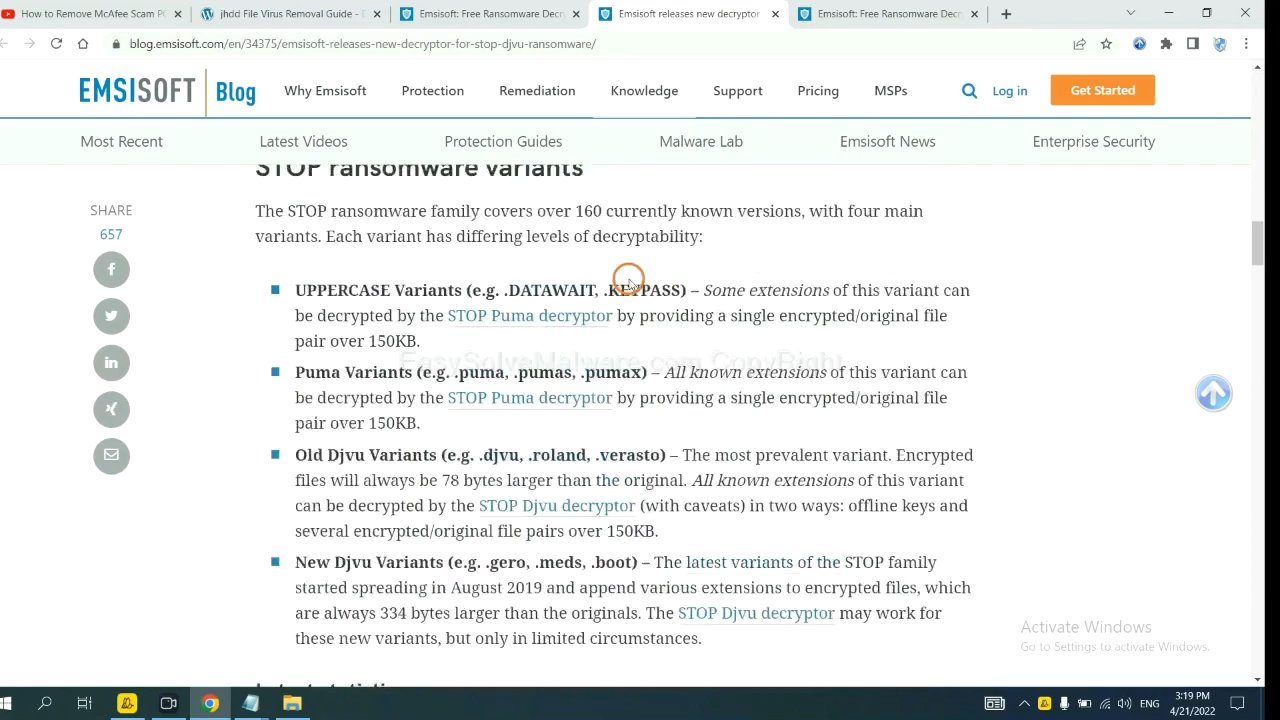 How to Remove McAfee Scam P
jhdd File Virus Removal Guide - D
Emsisoft: Free Ransomware Decr
Emsisoft releases new decryptor
Emsisoft: Free Ransomware Decr
blog.emsisoft.com/en/34375/emsisoft-releases-new-decryptor-for-stop-djvu-ransomware/
EMSISOFT Blog Why Emsisoft Protection Remediation Knowledge Support Pricing MSPs Log in Get Started
Most Recent Latest Videos Protection Guides Malware Lab Emsisoft News Enterprise Security
STOP ransomware variants
SHARE
657
The STOP ransomware family covers over 160 currently known versions, with four main
variants. Each variant has differing levels of decryptability:
UPPERCASE Variants (e.g. .DATAWAIT, .KEYPASS) – Some extensions of this variant can
be decrypted by the STOP Puma decryptor by providing a single encrypted/original file
pair over 150KB.
EasySolveMalware.com CopyRight
Puma Variants (e.g. .puma, .pumas, .pumax) – All known extensions of this variant can
be decrypted by the STOP Puma decryptor by providing a single encrypted/original file
pair over 150KB.
Old Djvu Variants (e.g. .djvu, .roland, .verasto) – The most prevalent variant. Encrypted
files will always be 78 bytes larger than the original. All known extensions of this variant
can be decrypted by the STOP Djvu decryptor (with caveats) in two ways: offline keys and
several encrypted/original file pairs over 150KB.
New Djvu Variants (e.g. .gero, .meds, .boot) – The latest variants of the STOP family
started spreading in August 2019 and append various extensions to encrypted files, which
are always 334 bytes larger than the originals. The STOP Djvu decryptor may work for
these new variants, but only in limited circumstances.
Activate Windows
Go to Settings to activate Windows.
ENG
3:19 PM
4/21/2022